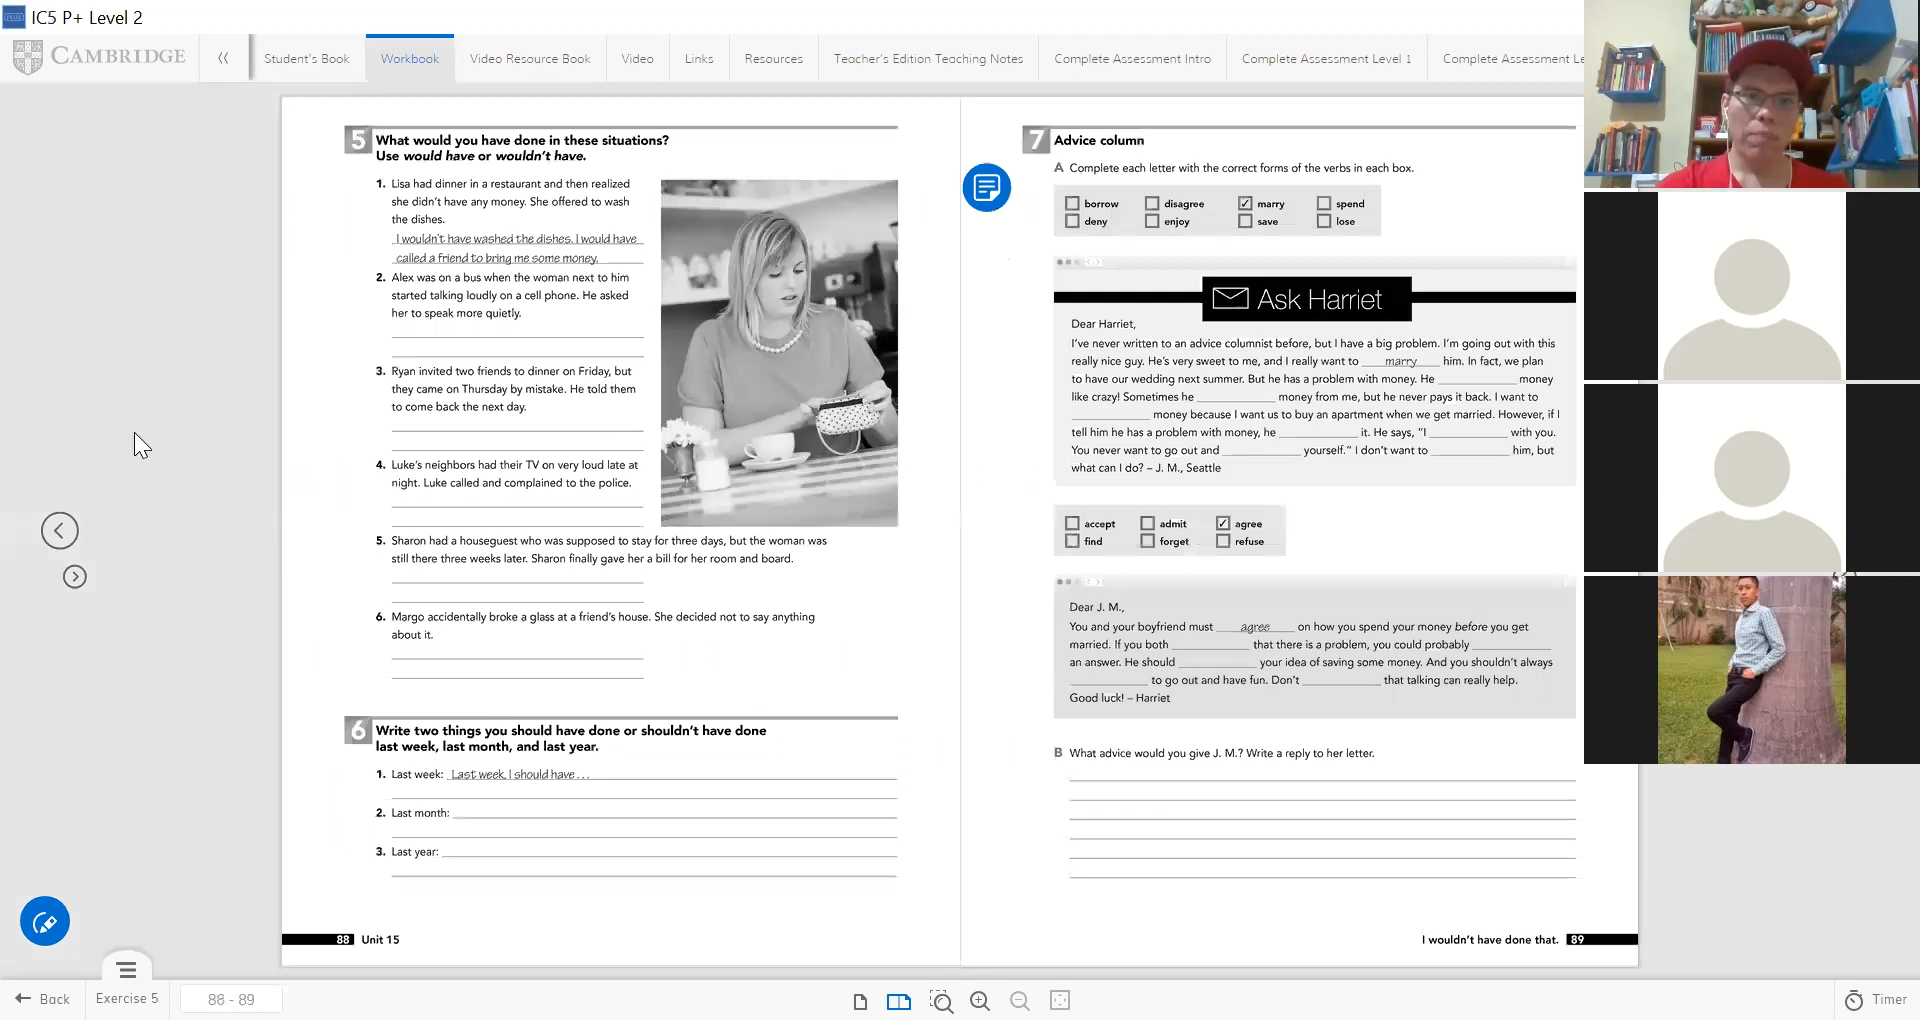 IC5 P+ Level 2
CAMBRIDGE
Student's Book
Workbook
Video Resource Book
Video
Links
Resources
Teacher's Edition Teaching Notes
Complete Assessment Intro
Complete Assessment Level 1
Complete Assessment Le
5 What would you have done in these situations?
Use would have or wouldn't have.
1. Lisa had dinner in a restaurant and then realized
she didn't have any money. She offered to wash
the dishes.
I wouldn't have washed the dishes. I would have
called a friend to bring me some money.
2. Alex was on a bus when the woman next to him
started talking loudly on a cell phone. He asked
her to speak more quietly.
3. Ryan invited two friends to dinner on Friday, but
they came on Thursday by mistake. He told them
to come back the next day.
4. Luke's neighbors had their TV on very loud late at
night. Luke called and complained to the police.
5. Sharon had a houseguest who was supposed to stay for three days, but the woman was
still there three weeks later. Sharon finally gave her a bill for her room and board.
6. Margo accidentally broke a glass at a friend's house. She decided not to say anything
about it.
6 Write two things you should have done or shouldn't have done
last week, last month, and last year.
1. Last week: Last week, I should have . . .
2. Last month:
3. Last year:
88 Unit 15
7 Advice column
A Complete each letter with the correct forms of the verbs in each box.
borrow disagree ✓ marry spend
deny enjoy save lose
Ask Harriet
Dear Harriet,
I've never written to an advice columnist before, but I have a big problem. I'm going out with this
really nice guy. He's very sweet to me, and I really want to marry him. In fact, we plan
to have our wedding next summer. But he has a problem with money. He ____ money
like crazy! Sometimes he ____ money from me, but he never pays it back. I want to
____ money because I want us to buy an apartment when we get married. However, if I
tell him he has a problem with money, he ____ it. He says, "I ____ with you.
You never want to go out and ____ yourself." I don't want to ____ him, but
what can I do? – J. M., Seattle
accept admit ✓ agree
find forget refuse
Dear J. M.,
You and your boyfriend must agree on how you spend your money before you get
married. If you both ____ that there is a problem, you could probably ____
an answer. He should ____ your idea of saving some money. And you shouldn't always
____ to go out and have fun. Don't ____ that talking can really help.
Good luck! – Harriet
B What advice would you give J. M.? Write a reply to her letter.
I wouldn't have done that. 89
Back
Exercise 5
88 - 89
Timer